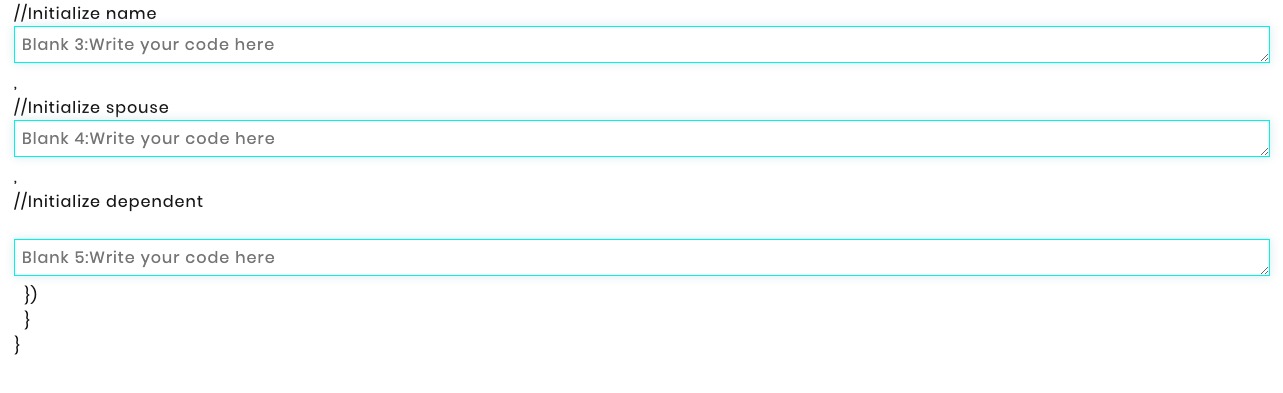 //Initialize name
Blank 3:Write your code here
,
//Initialize spouse
Blank 4:Write your code here
,
//Initialize dependent
Blank 5:Write your code here
})
}
}